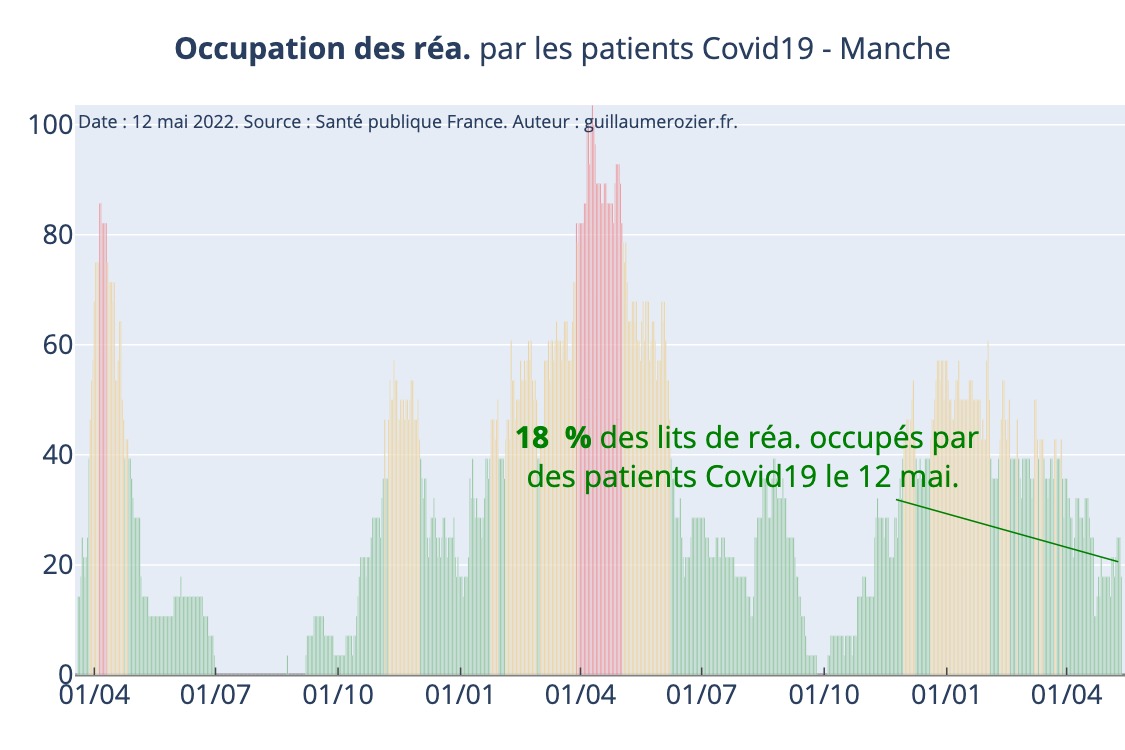 Occupation des réa. par les patients Covid19 - Manche
Date : 12 mai 2022. Source : Santé publique France. Auteur : guillaumerozier.fr.
100
80
60
40
20
0
18 % des lits de réa. occupés par
des patients Covid19 le 12 mai.
01/04 01/07 01/10 01/01 01/04 01/07 01/10 01/01 01/04